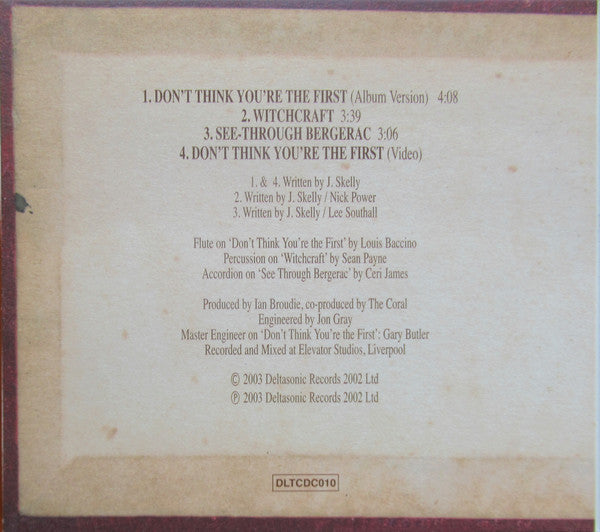 1. DON'T THINK YOU'RE THE FIRST (Album Version) 4:08
2. WITCHCRAFT 3:39
3. SEE-THROUGH BERGERAC 3:06
4. DON'T THINK YOU'RE THE FIRST (Video)
1. & 4. Written by J. Skelly
2. Written by J. Skelly / Nick Power
3. Written by J. Skelly / Lee Southall
Flute on 'Don't Think You're the First' by Louis Baccino
Percussion on 'Witchcraft' by Sean Payne
Accordion on 'See Through Bergerac' by Ceri James
Produced by Ian Broudie, co-produced by The Coral
Engineered by Jon Gray
Master Engineer on 'Don't Think You're the First': Gary Butler
Recorded and Mixed at Elevator Studios, Liverpool
© 2003 Deltasonic Records 2002 Ltd
℗ 2003 Deltasonic Records 2002 Ltd
DLTCDC010